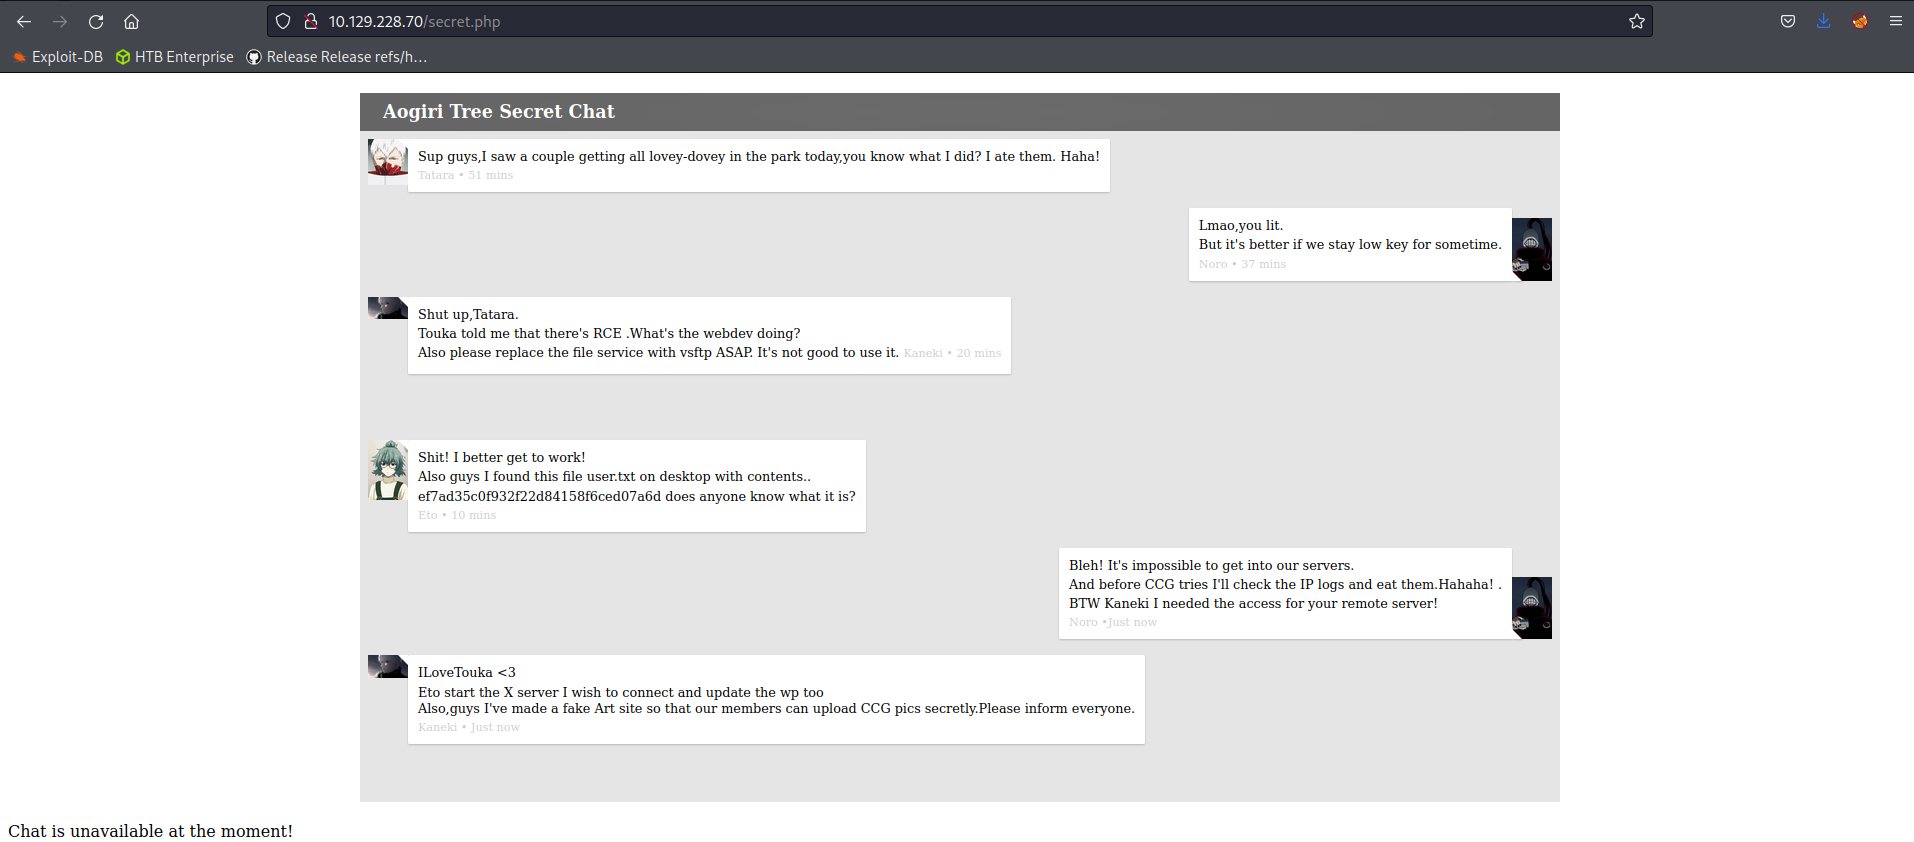 10.129.228.70/secret.php
Exploit-DB HTB Enterprise Release Release refs/h…
Aogiri Tree Secret Chat
Sup guys,I saw a couple getting all lovey-dovey in the park today,you know what I did? I ate them. Haha!
Tatara • 51 mins
Lmao,you lit.
But it's better if we stay low key for sometime.
Noro • 37 mins
Shut up,Tatara.
Touka told me that there's RCE .What's the webdev doing?
Also please replace the file service with vsftp ASAP. It's not good to use it. Kaneki • 20 mins
Shit! I better get to work!
Also guys I found this file user.txt on desktop with contents..
ef7ad35c0f932f22d84158f6ced07a6d does anyone know what it is?
Eto • 10 mins
Bleh! It's impossible to get into our servers.
And before CCG tries I'll check the IP logs and eat them.Hahaha! .
BTW Kaneki I needed the access for your remote server!
Noro •Just now
ILoveTouka <3
Eto start the X server I wish to connect and update the wp too
Also,guys I've made a fake Art site so that our members can upload CCG pics secretly.Please inform everyone.
Kaneki • Just now
Chat is unavailable at the moment!